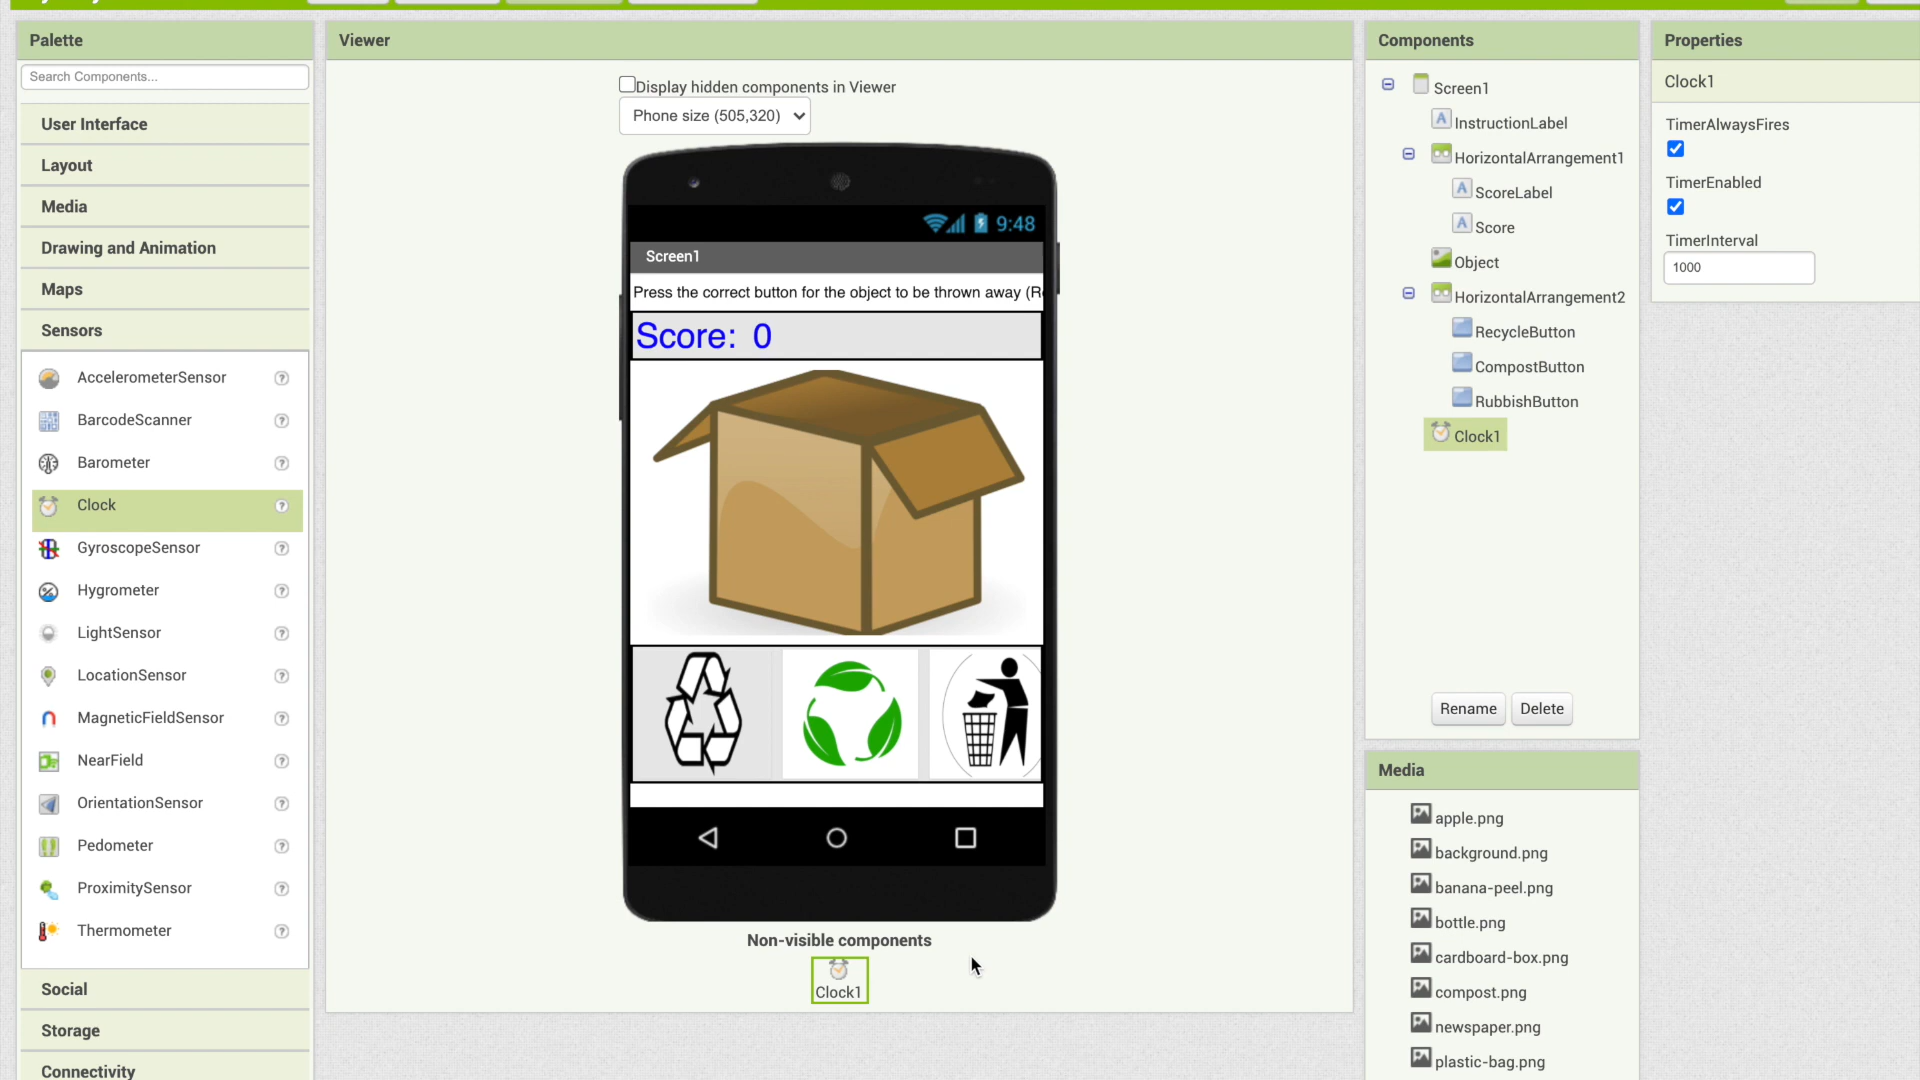 Palette
Search Components...
User Interface
Layout
Media
Drawing and Animation
Maps
Sensors
AccelerometerSensor
BarcodeScanner
Barometer
Clock
GyroscopeSensor
Hygrometer
LightSensor
LocationSensor
MagneticFieldSensor
NearField
OrientationSensor
Pedometer
ProximitySensor
Thermometer
Social
Storage
Connectivity
Viewer
Display hidden components in Viewer
Phone size (505,320)
9:48
Screen1
Press the correct button for the object to be thrown away (R
Score: 0
Non-visible components
Clock1
Components
Screen1
InstructionLabel
HorizontalArrangement1
ScoreLabel
Score
Object
HorizontalArrangement2
RecycleButton
CompostButton
RubbishButton
Clock1
Rename
Delete
Media
apple.png
background.png
banana-peel.png
bottle.png
cardboard-box.png
compost.png
newspaper.png
plastic-bag.png
Properties
Clock1
TimerAlwaysFires
TimerEnabled
TimerInterval
1000